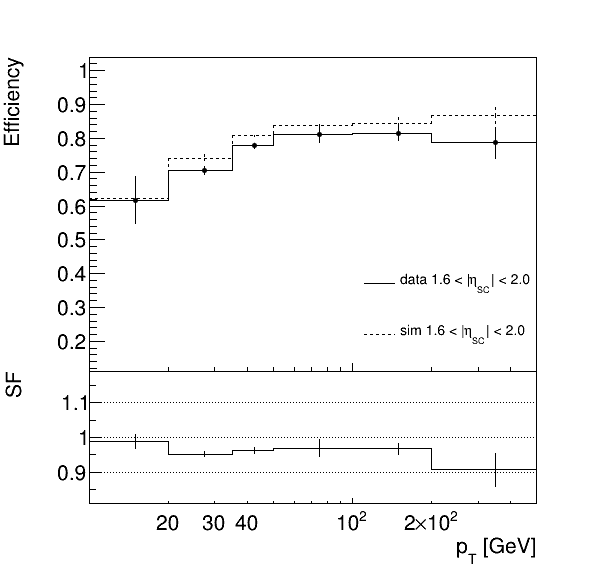 Efficiency
1
0.9
0.8
0.7
0.6
0.5
0.4
0.3
0.2
data 1.6 < |η_SC| < 2.0
sim 1.6 < |η_SC| < 2.0
SF
1.1
1
0.9
20 30 40 10² 2×10²
p_T [GeV]